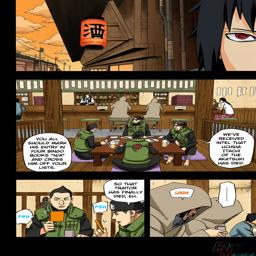 酒
WE'VE
RECEIVED
INTEL THAT
UCHIHA
ITACHI
OF THE
AKATSUKI
HAS DIED.
YOU ALL
SHOULD MARK
HIS ENTRY IN
YOUR BINGO
BOOKS "KIA"
AND CROSS
HIM OFF
YOUR LISTS.
...
UNH
SO THAT
TRAITOR
HAS FINALLY
DIED, EH.
FSH
FSH